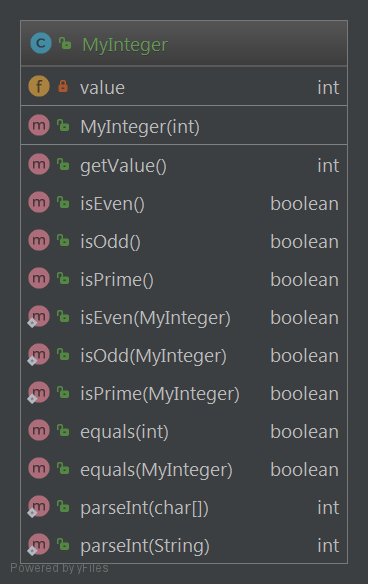 C MyInteger
f value int
m MyInteger(int)
m getValue() int
m isEven() boolean
m isOdd() boolean
m isPrime() boolean
m isEven(MyInteger) boolean
m isOdd(MyInteger) boolean
m isPrime(MyInteger) boolean
m equals(int) boolean
m equals(MyInteger) boolean
m parseInt(char[]) int
m parseInt(String) int
Powered by yFiles